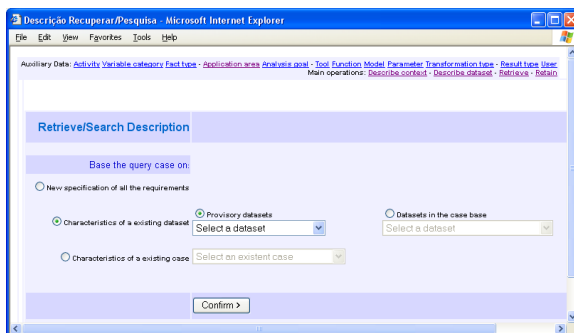 Descrição Recuperar/Pesquisa - Microsoft Internet Explorer
File Edit View Favorites Tools Help
Auxiliary Data: Activity Variable category Fact type - Application area Analysis goal - Tool Function Model Parameter Transformation type - Result type User
Main operations: Describe context - Describe dataset - Retrieve - Retain
Retrieve/Search Description
Base the query case on:
New specification of all the requirements
Characteristics of a existing dataset
Provisory datasets
Datasets in the case base
Select a dataset
Select a dataset
Characteristics of a existing case
Select an existent case
Confirm >